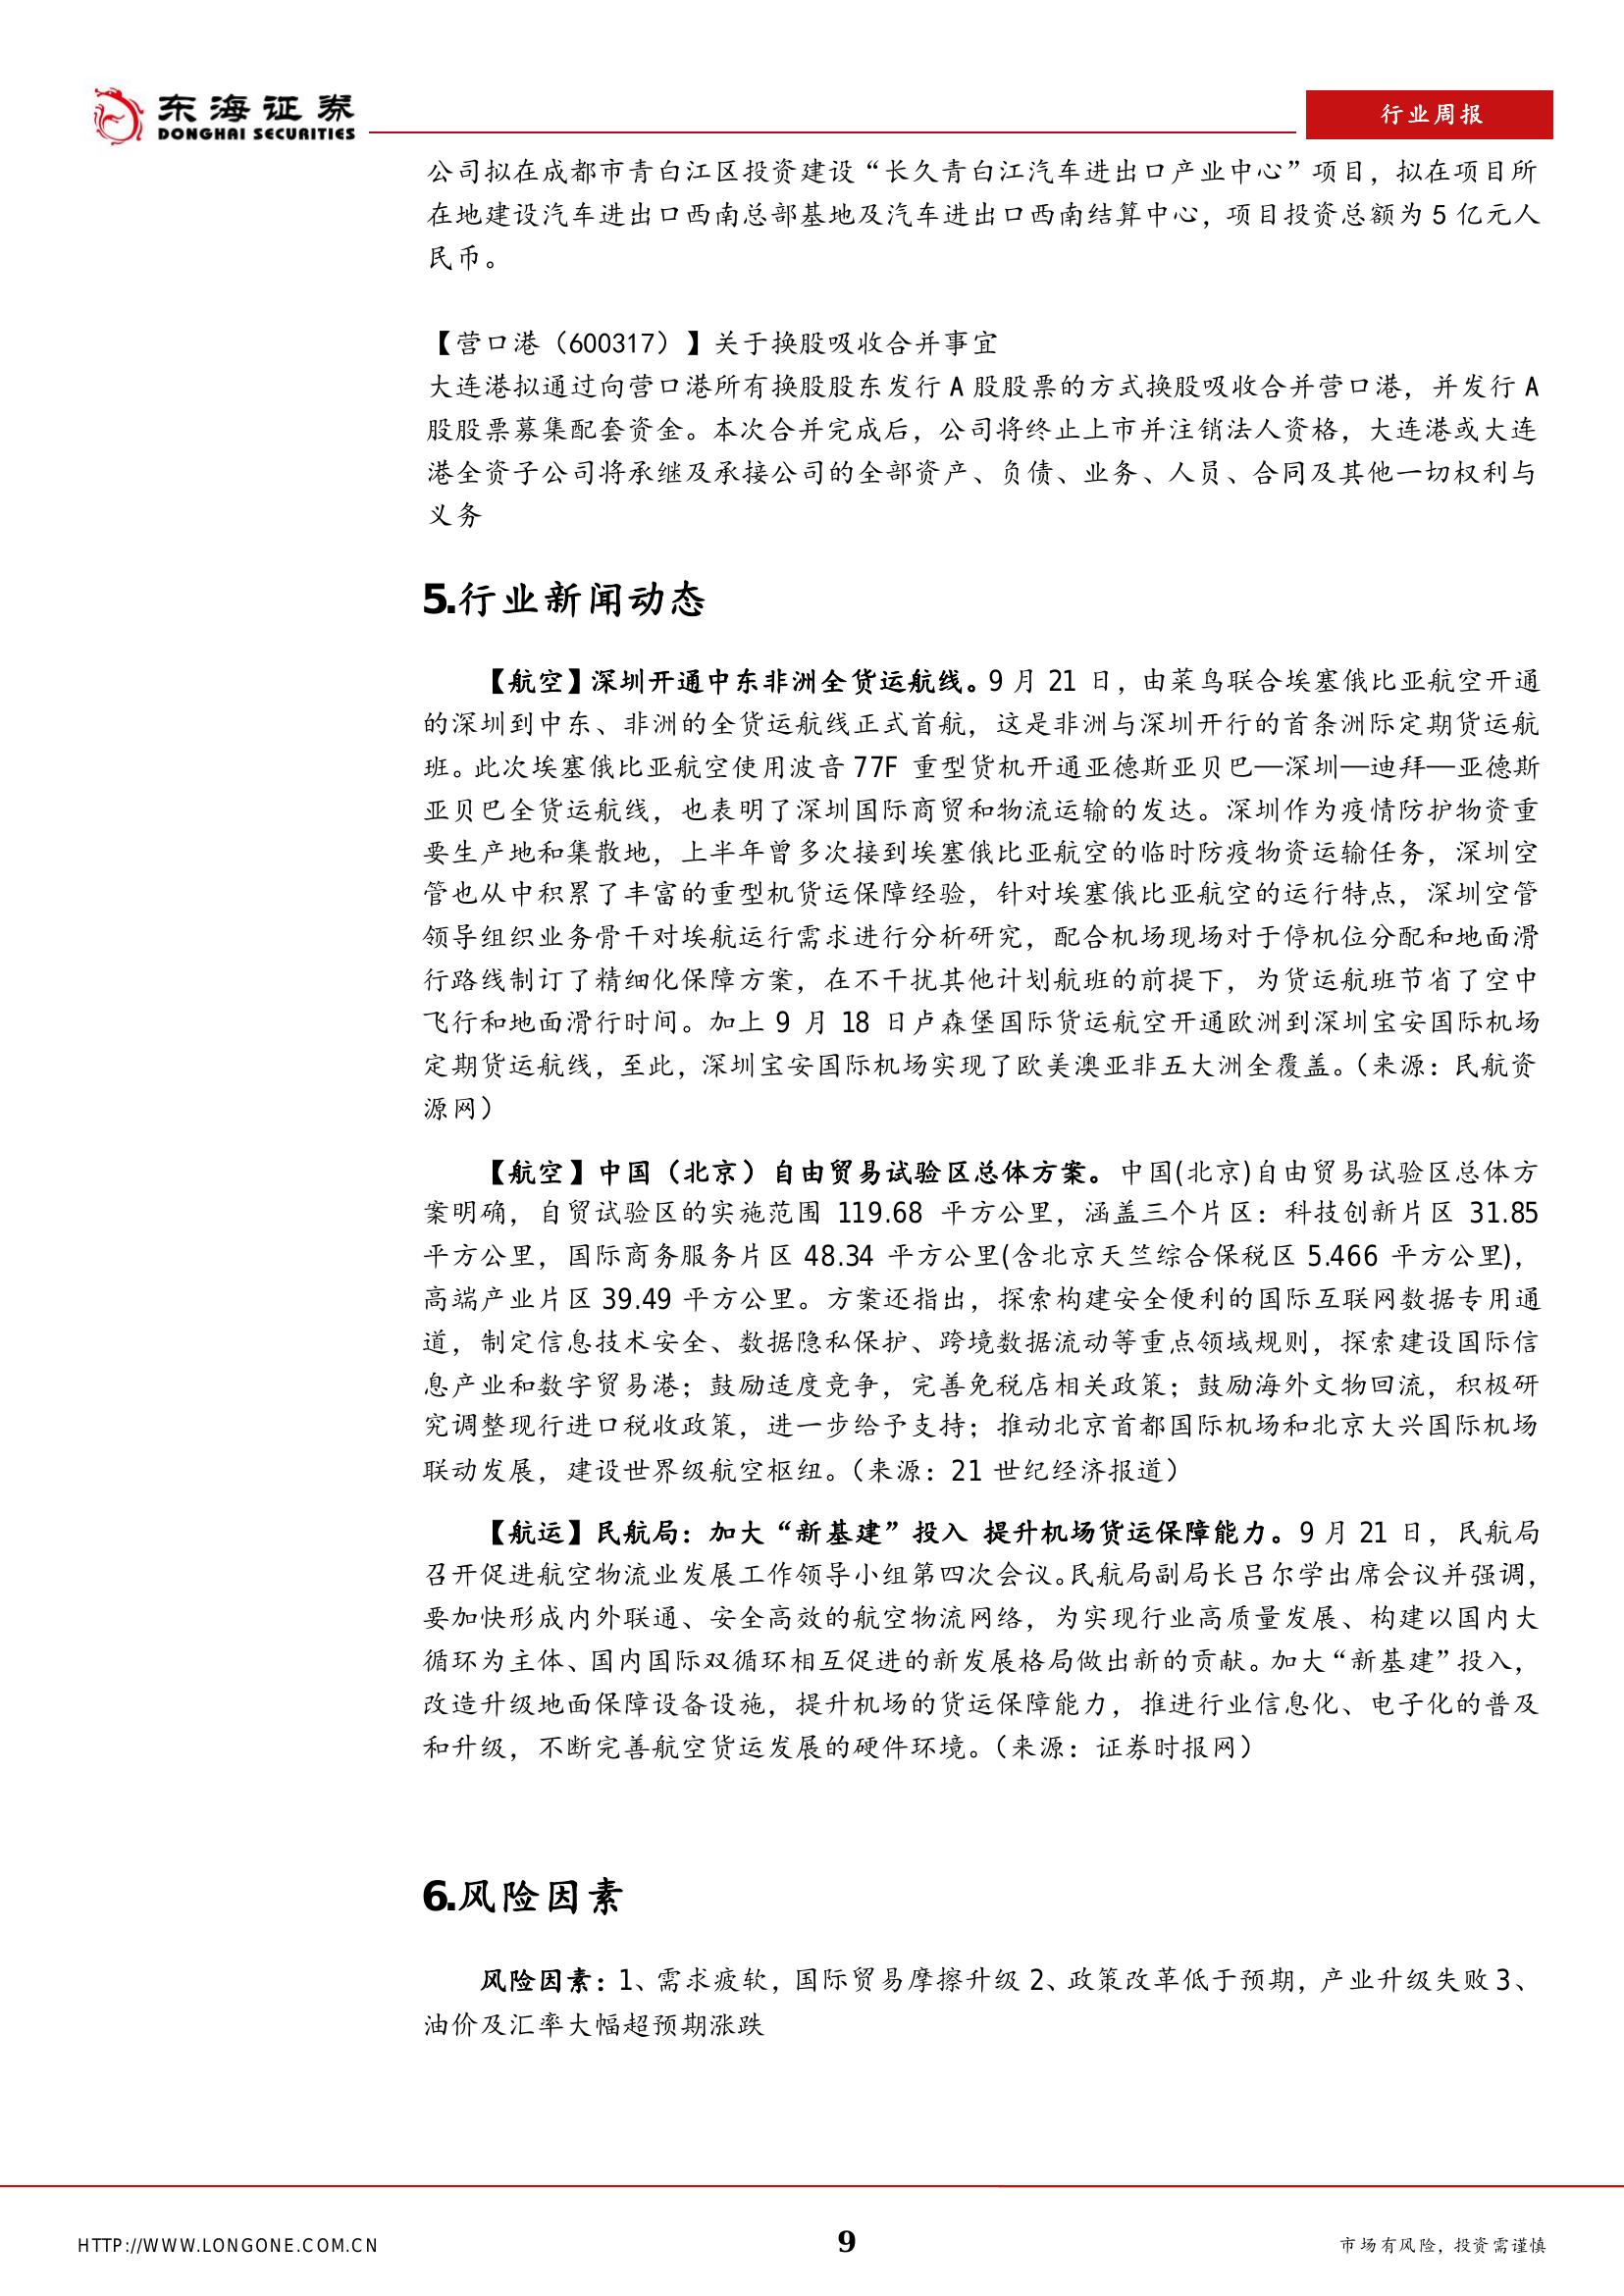 东海证券
DONGHAI SECURITIES
行业周报
公司拟在成都市青白江区投资建设“长久青白江汽车进出口产业中心”项目，拟在项目所
在地建设汽车进出口西南总部基地及汽车进出口西南结算中心，项目投资总额为 5 亿元人
民币。
【营口港（600317）】关于换股吸收合并事宜
大连港拟通过向营口港所有换股股东发行 A 股股票的方式换股吸收合并营口港，并发行 A
股股票募集配套资金。本次合并完成后，公司将终止上市并注销法人资格，大连港或大连
港全资子公司将承继及承接公司的全部资产、负债、业务、人员、合同及其他一切权利与
义务
5.行业新闻动态
【航空】深圳开通中东非洲全货运航线。9 月 21 日，由菜鸟联合埃塞俄比亚航空开通
的深圳到中东、非洲的全货运航线正式首航，这是非洲与深圳开行的首条洲际定期货运航
班。此次埃塞俄比亚航空使用波音 77F 重型货机开通亚德斯亚贝巴—深圳—迪拜—亚德斯
亚贝巴全货运航线，也表明了深圳国际商贸和物流运输的发达。深圳作为疫情防护物资重
要生产地和集散地，上半年曾多次接到埃塞俄比亚航空的临时防疫物资运输任务，深圳空
管也从中积累了丰富的重型机货运保障经验，针对埃塞俄比亚航空的运行特点，深圳空管
领导组织业务骨干对埃航运行需求进行分析研究，配合机场现场对于停机位分配和地面滑
行路线制订了精细化保障方案，在不干扰其他计划航班的前提下，为货运航班节省了空中
飞行和地面滑行时间。加上 9 月 18 日卢森堡国际货运航空开通欧洲到深圳宝安国际机场
定期货运航线，至此，深圳宝安国际机场实现了欧美澳亚非五大洲全覆盖。（来源：民航资
源网）
【航空】中国（北京）自由贸易试验区总体方案。中国(北京)自由贸易试验区总体方
案明确，自贸试验区的实施范围 119.68 平方公里，涵盖三个片区：科技创新片区 31.85
平方公里，国际商务服务片区 48.34 平方公里(含北京天竺综合保税区 5.466 平方公里)，
高端产业片区 39.49 平方公里。方案还指出，探索构建安全便利的国际互联网数据专用通
道，制定信息技术安全、数据隐私保护、跨境数据流动等重点领域规则，探索建设国际信
息产业和数字贸易港；鼓励适度竞争，完善免税店相关政策；鼓励海外文物回流，积极研
究调整现行进口税收政策，进一步给予支持；推动北京首都国际机场和北京大兴国际机场
联动发展，建设世界级航空枢纽。（来源：21 世纪经济报道）
【航运】民航局：加大“新基建”投入 提升机场货运保障能力。9 月 21 日，民航局
召开促进航空物流业发展工作领导小组第四次会议。民航局副局长吕尔学出席会议并强调，
要加快形成内外联通、安全高效的航空物流网络，为实现行业高质量发展、构建以国内大
循环为主体、国内国际双循环相互促进的新发展格局做出新的贡献。加大“新基建”投入，
改造升级地面保障设备设施，提升机场的货运保障能力，推进行业信息化、电子化的普及
和升级，不断完善航空货运发展的硬件环境。（来源：证券时报网）
6.风险因素
风险因素：1、需求疲软，国际贸易摩擦升级 2、政策改革低于预期，产业升级失败 3、
油价及汇率大幅超预期涨跌
HTTP://WWW.LONGONE.COM.CN
9
市场有风险，投资需谨慎